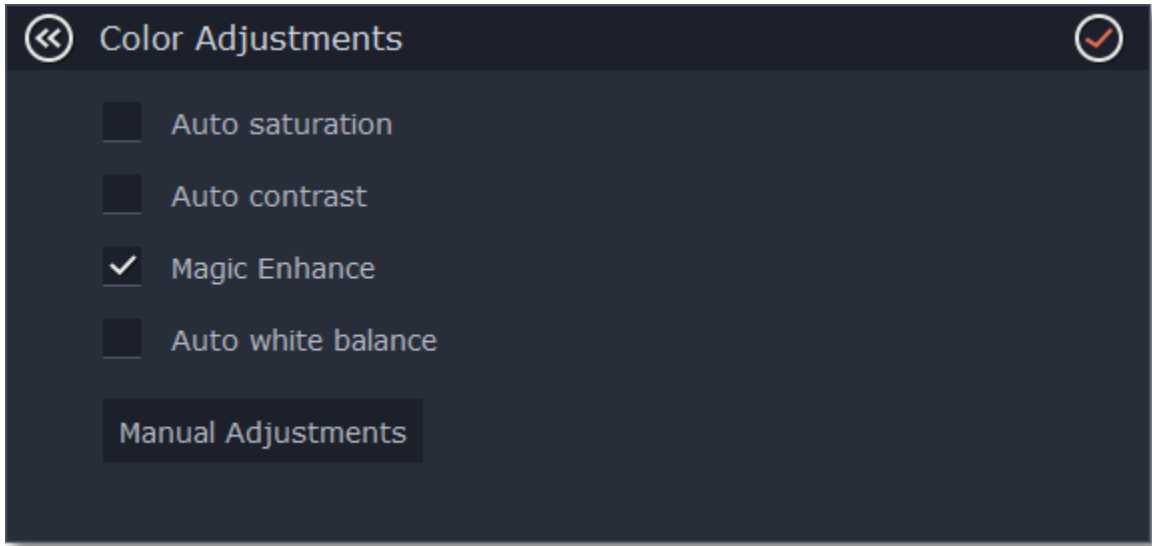 Color Adjustments
Auto saturation
Auto contrast
Magic Enhance
Auto white balance
Manual Adjustments